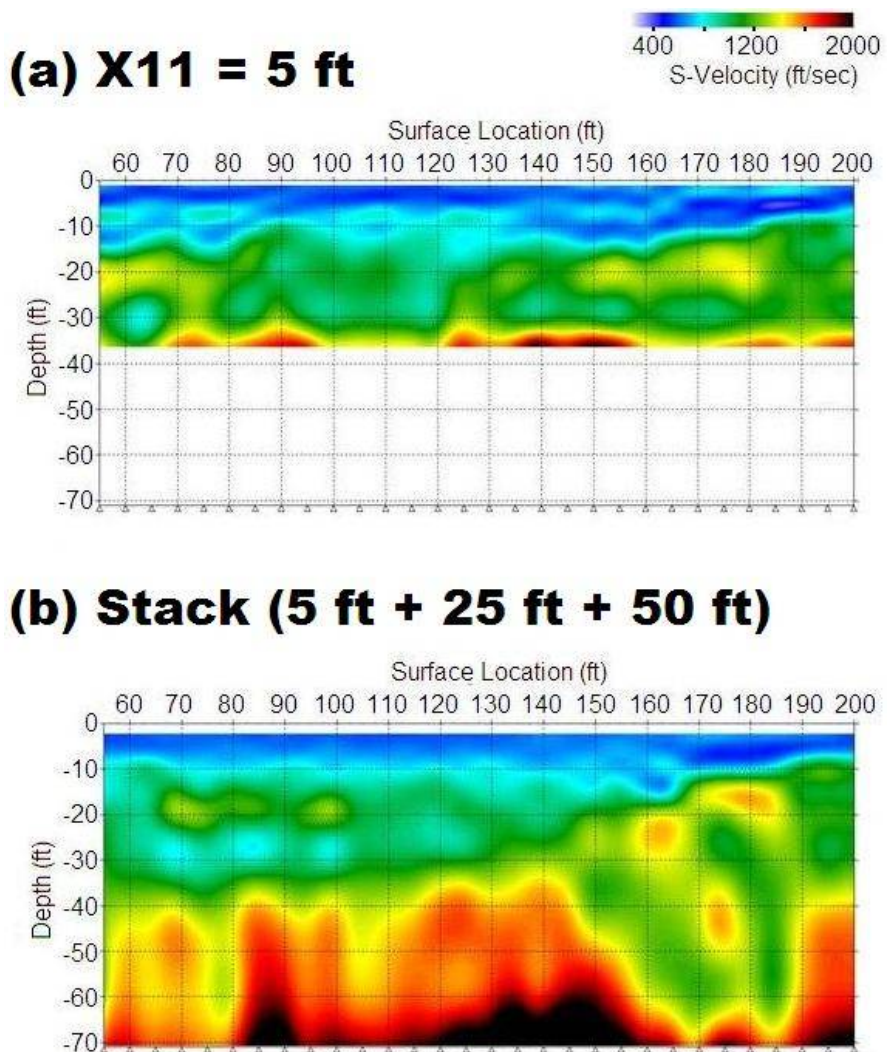 400 1200 2000
S-Velocity (ft/sec)
(a) X11 = 5 ft
Surface Location (ft)
60 70 80 90 100 110 120 130 140 150 160 170 180 190 200
0
-10
-20
-30
-40
-50
-60
-70
Depth (ft)
(b) Stack (5 ft + 25 ft + 50 ft)
Surface Location (ft)
60 70 80 90 100 110 120 130 140 150 160 170 180 190 200
0
-10
-20
-30
-40
-50
-60
-70
Depth (ft)